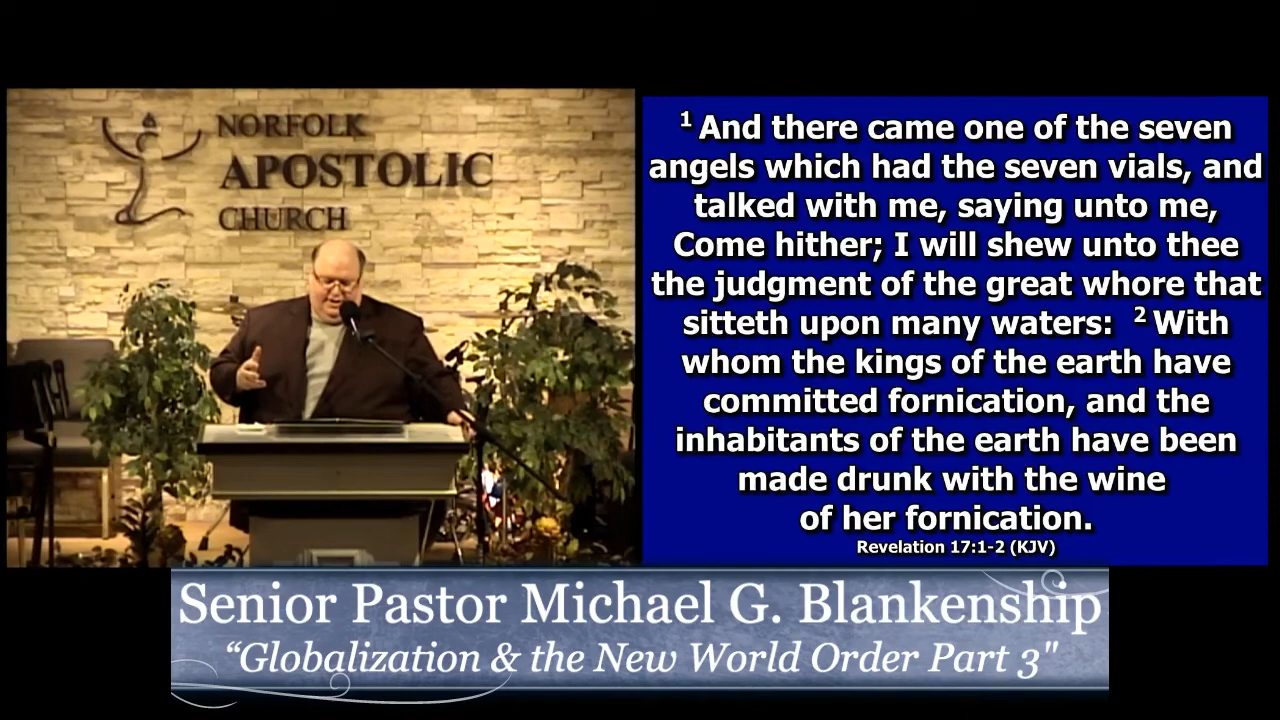 NORFOLK
APOSTOLIC
CHURCH
1 And there came one of the seven
angels which had the seven vials, and
talked with me, saying unto me,
Come hither; I will shew unto thee
the judgment of the great whore that
sitteth upon many waters: 2 With
whom the kings of the earth have
committed fornication, and the
inhabitants of the earth have been
made drunk with the wine
of her fornication.
Revelation 17:1-2 (KJV)
Senior Pastor Michael G. Blankenship
“Globalization & the New World Order Part 3"